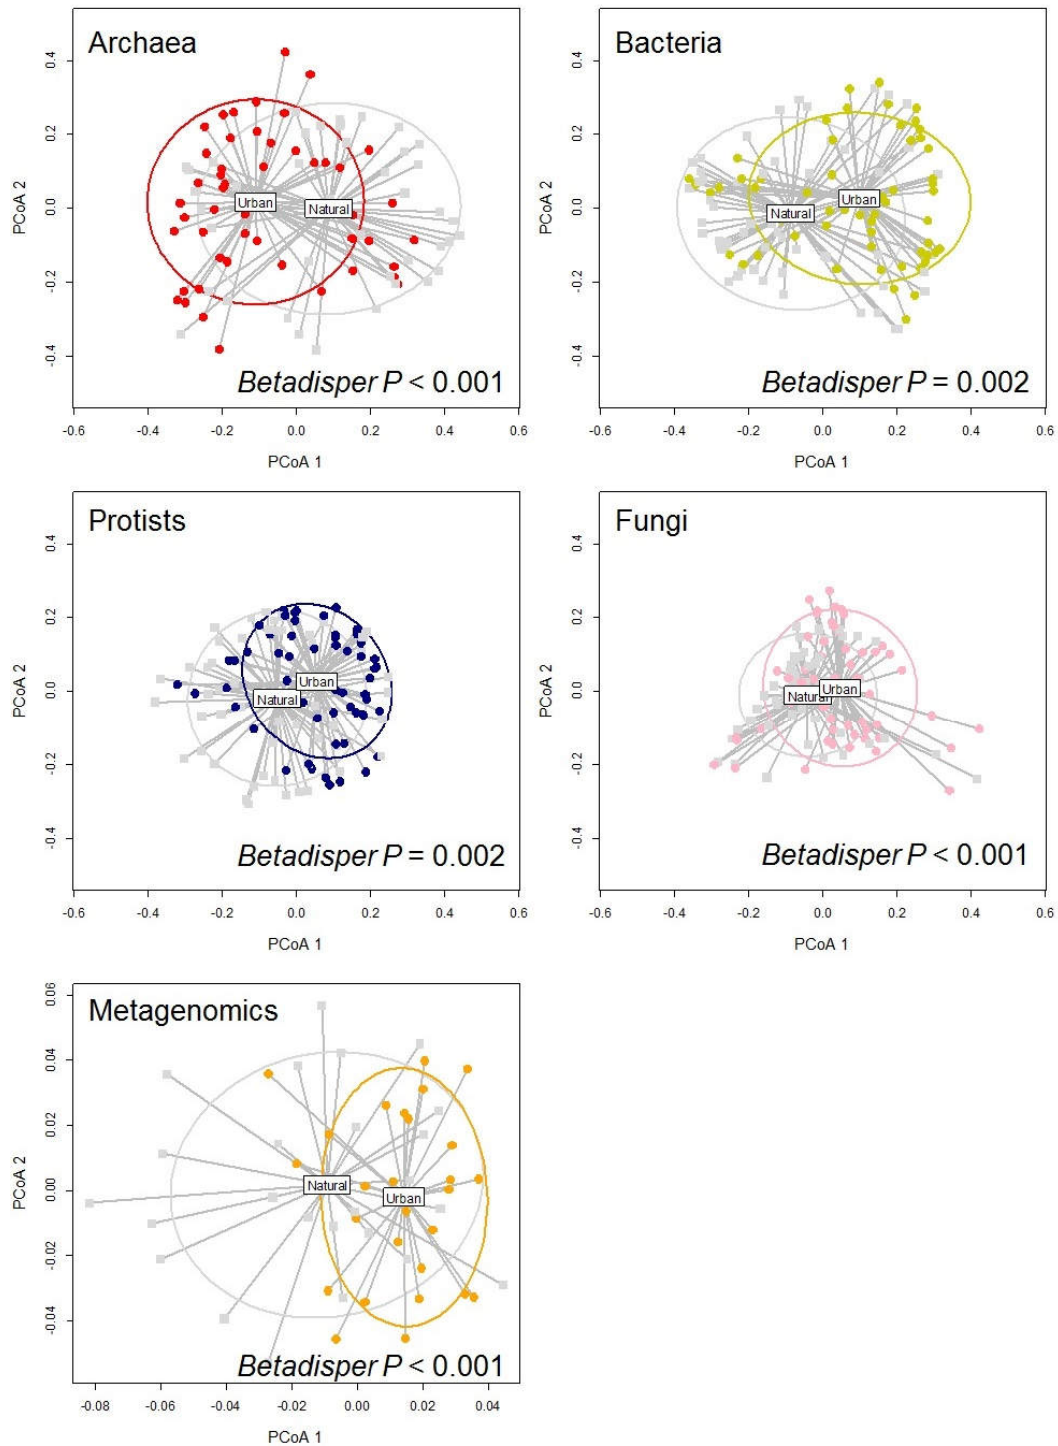 Archaea
0.4
0.2
0.0
-0.2
-0.4
PCoA 2
Urban
Natural
Betadisper P < 0.001
-0.6 -0.4 -0.2 0.0 0.2 0.4 0.6
PCoA 1
Bacteria
0.4
0.2
0.0
-0.2
-0.4
PCoA 2
Natural
Urban
Betadisper P = 0.002
-0.6 -0.4 -0.2 0.0 0.2 0.4 0.6
PCoA 1
Protists
0.4
0.2
0.0
-0.2
-0.4
PCoA 2
Urban
Natural
Betadisper P = 0.002
-0.6 -0.4 -0.2 0.0 0.2 0.4 0.6
PCoA 1
Fungi
0.4
0.2
0.0
-0.2
-0.4
PCoA 2
Natural
Urban
Betadisper P < 0.001
-0.6 -0.4 -0.2 0.0 0.2 0.4 0.6
PCoA 1
Metagenomics
0.06
0.04
0.02
0.00
-0.02
-0.04
PCoA 2
Natural
Urban
Betadisper P < 0.001
-0.08 -0.06 -0.04 -0.02 0.00 0.02 0.04
PCoA 1